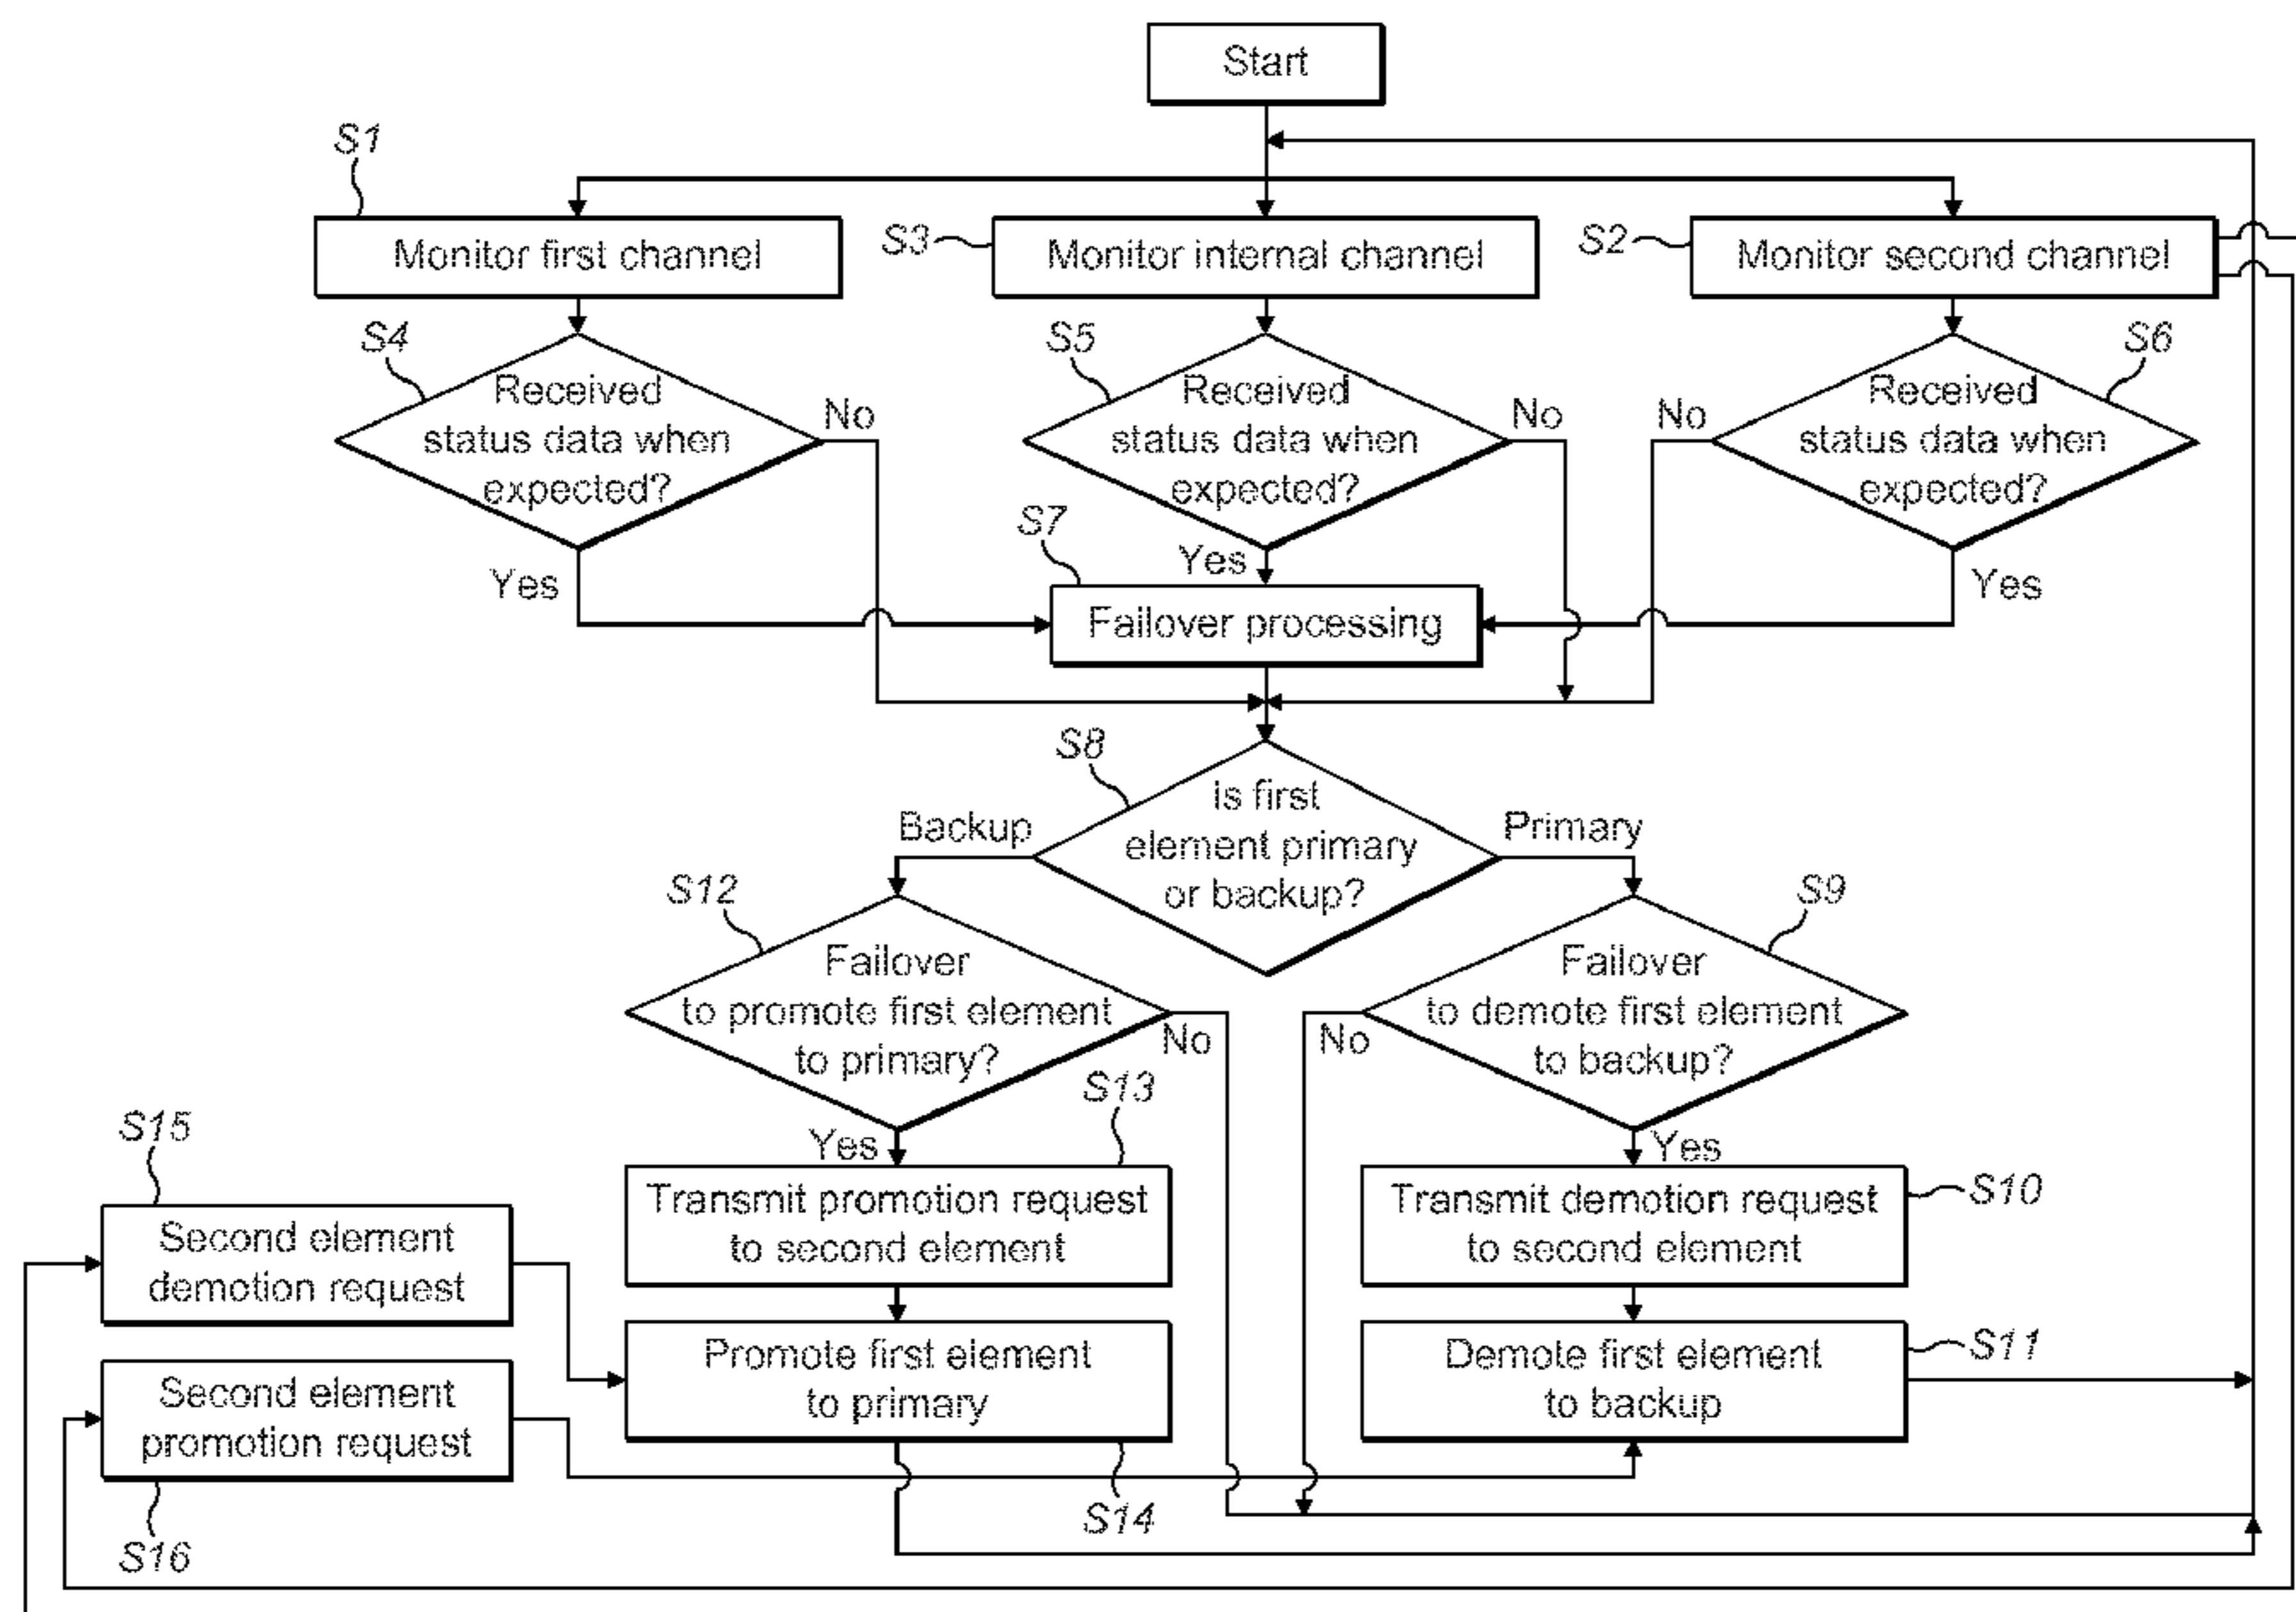 Start
S1
Monitor first channel
S3
Monitor internal channel
S2
Monitor second channel
S4
Received
status data when
expected?
No
Yes
S5
Received
status data when
expected?
No
Yes
S6
Received
status data when
expected?
No
Yes
S7
Failover processing
S8
is first
element primary
or backup?
Backup
Primary
S12
Failover
to promote first element
to primary?
No
Yes
S9
Failover
to demote first element
to backup?
No
Yes
S13
Transmit promotion request
to second element
S10
Transmit demotion request
to second element
S15
Second element
demotion request
Promote first element
to primary
S14
S11
Demote first element
to backup
Second element
promotion request
S16